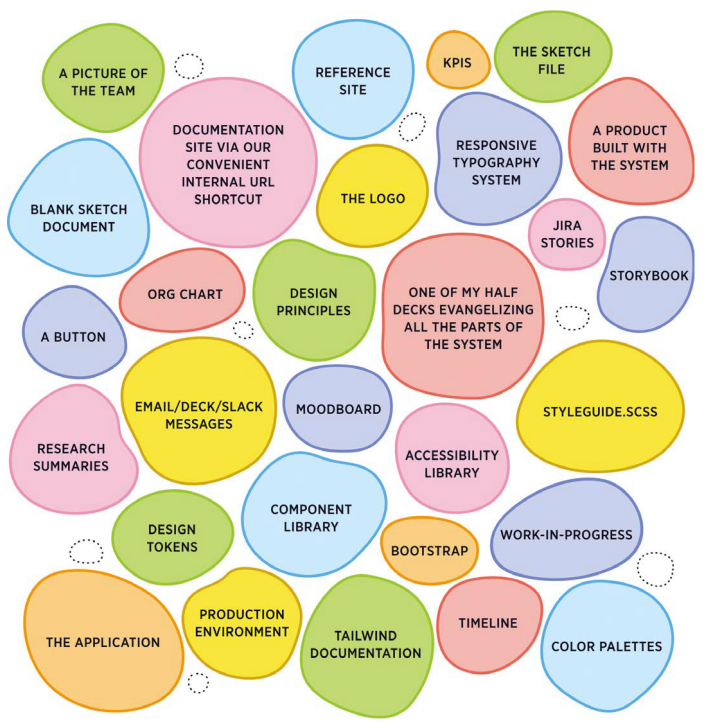 A PICTURE OF
THE TEAM
REFERENCE
SITE
KPIS
THE SKETCH
FILE
DOCUMENTATION
SITE VIA OUR
CONVENIENT
INTERNAL URL
SHORTCUT
RESPONSIVE
TYPOGRAPHY
SYSTEM
A PRODUCT
BUILT WITH
THE SYSTEM
BLANK SKETCH
DOCUMENT
THE LOGO
JIRA
STORIES
STORYBOOK
ORG CHART
DESIGN
PRINCIPLES
ONE OF MY HALF
DECKS EVANGELIZING
ALL THE PARTS OF
THE SYSTEM
A BUTTON
EMAIL/DECK/SLACK
MESSAGES
MOODBOARD
STYLEGUIDE.SCSS
RESEARCH
SUMMARIES
ACCESSIBILITY
LIBRARY
DESIGN
TOKENS
COMPONENT
LIBRARY
BOOTSTRAP
WORK-IN-PROGRESS
THE APPLICATION
PRODUCTION
ENVIRONMENT
TAILWIND
DOCUMENTATION
TIMELINE
COLOR PALETTES